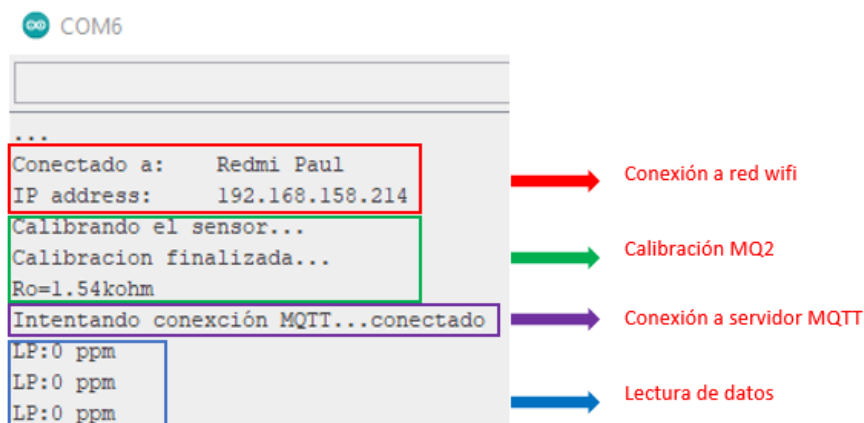 COM6
...
Conectado a: Redmi Paul
IP address: 192.168.158.214
Conexión a red wifi
Calibrando el sensor...
Calibracion finalizada...
Ro=1.54kohm
Calibración MQ2
Intentando conexción MQTT...conectado
Conexión a servidor MQTT
LP:0 ppm
LP:0 ppm
LP:0 ppm
Lectura de datos